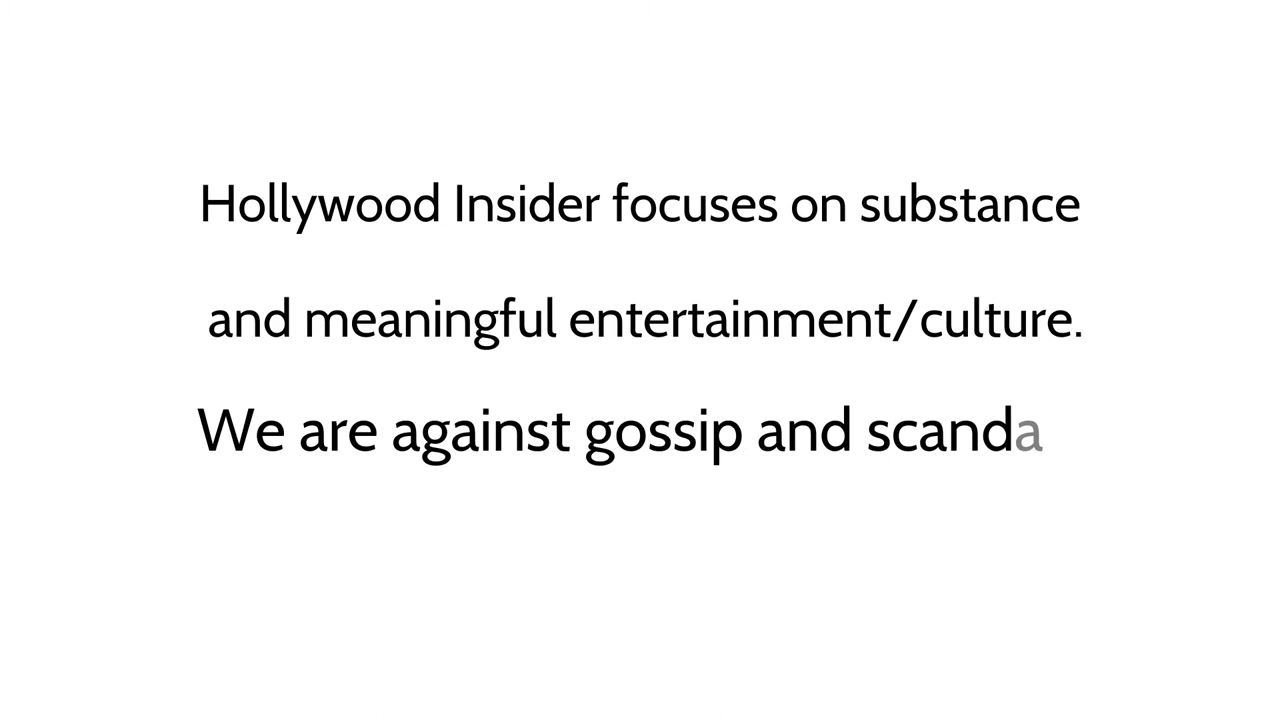 Hollywood Insider focuses on substance
and meaningful entertainment/culture.
We are against gossip and scanda